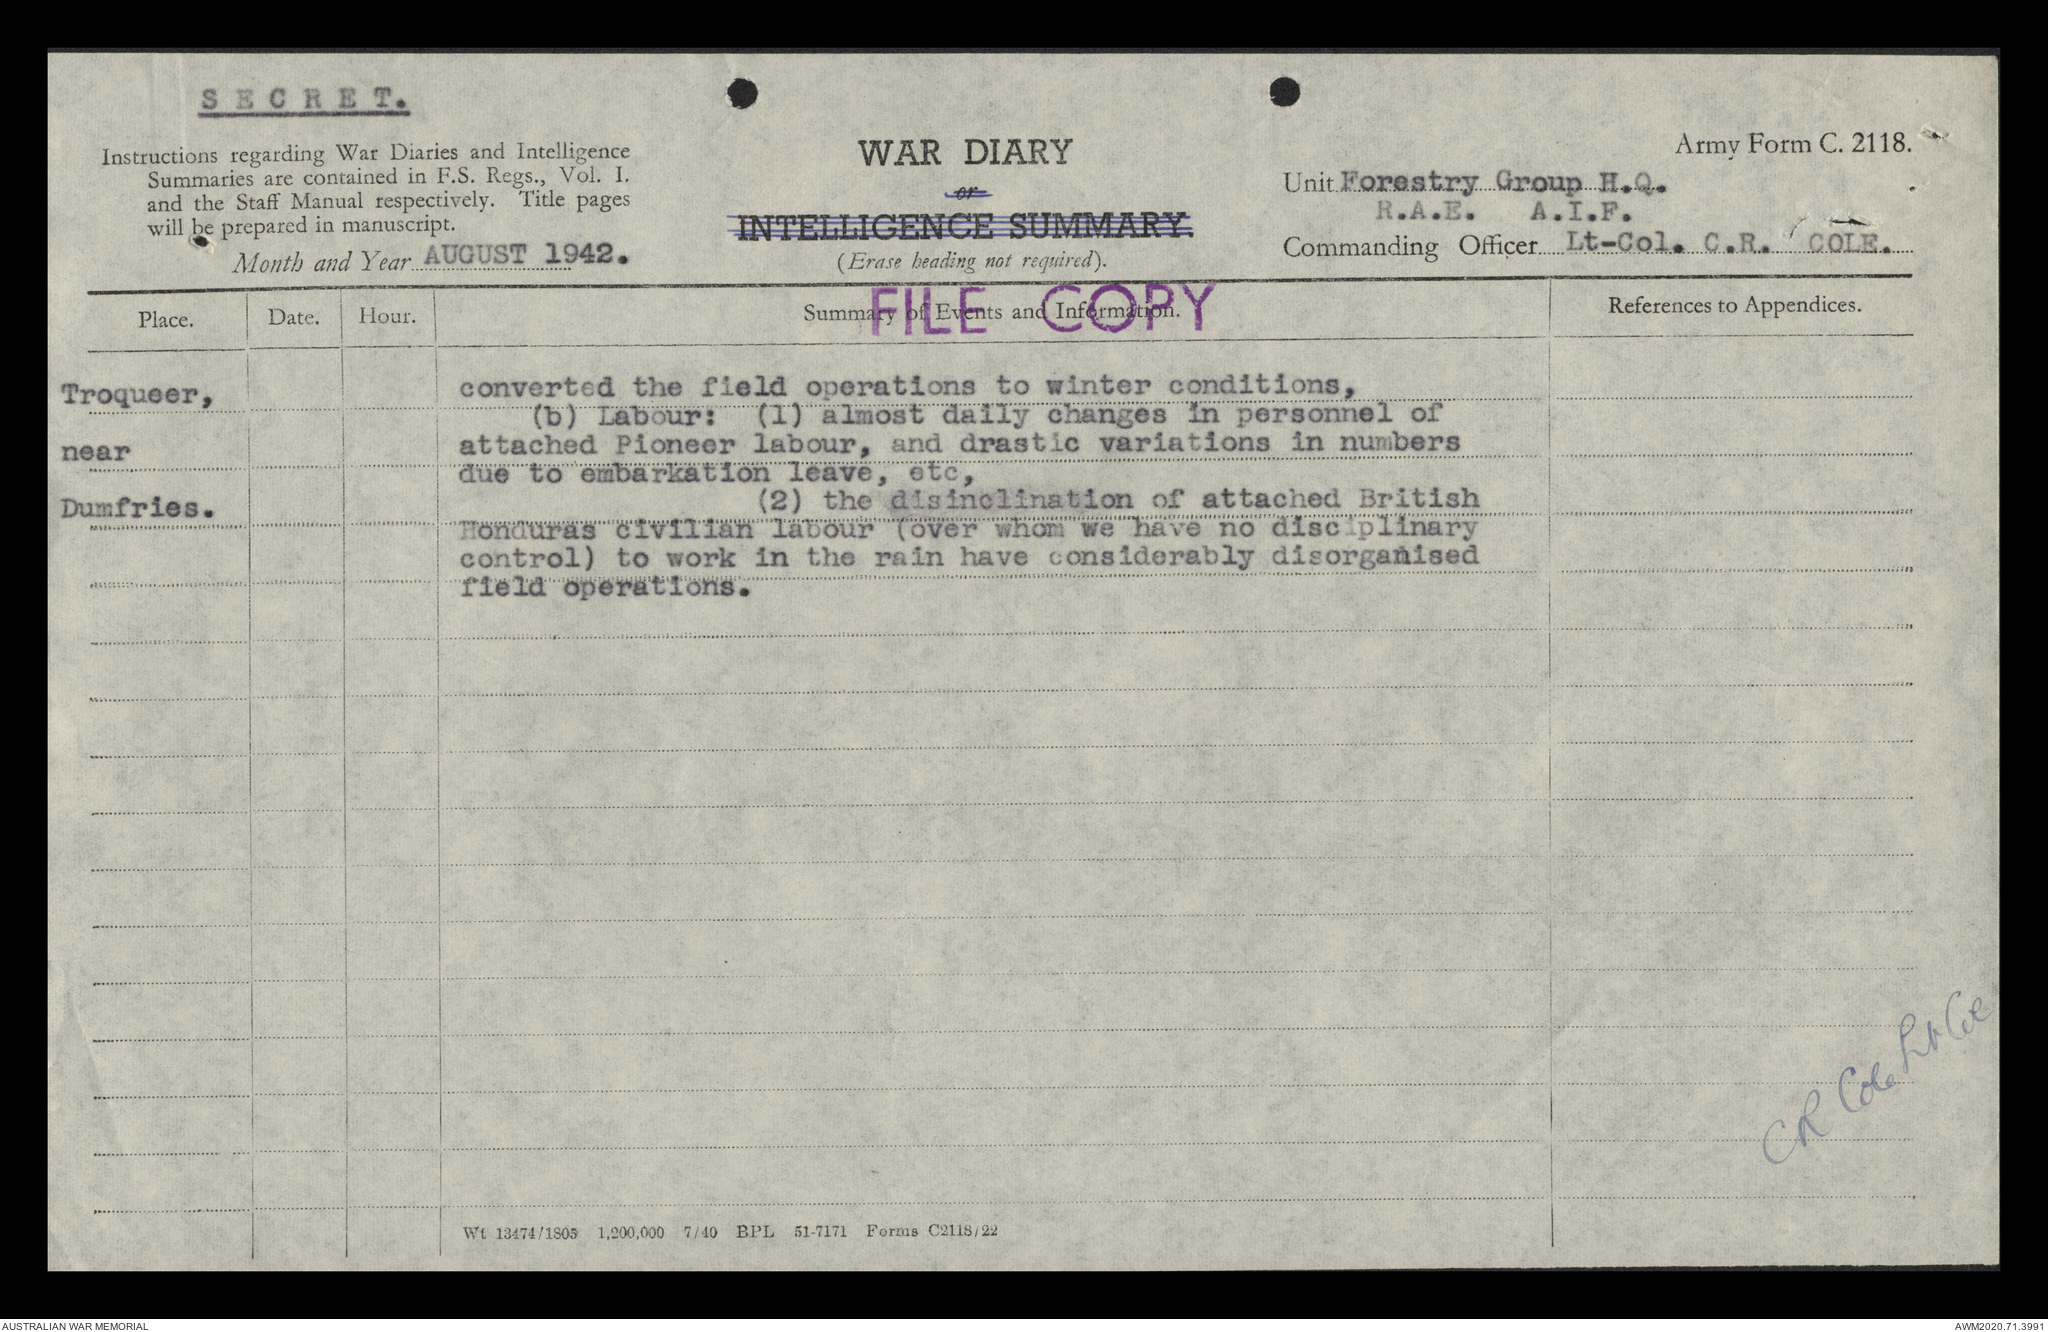 S E C R E T.
Instructions regarding War Diaries and Intelligence
Summaries are contained in F.S. Regs., Vol. I.
and the Staff Manual respectively. Title pages
will be prepared in manuscript.
Month and Year AUGUST 1942.
WAR DIARY
or
INTELLIGENCE SUMMARY.
(Erase heading not required).
Army Form C. 2118.
Unit Forestry Group H.Q.
R.A.E. A.I.F.
Commanding Officer Lt-Col. C.R. COLE.
Place. Date. Hour. Summary of Events and Information. References to Appendices.
FILE COPY
Troqueer,
near
Dumfries.
converted the field operations to winter conditions,
(b) Labour: (1) almost daily changes in personnel of
attached Pioneer labour, and drastic variations in numbers
due to embarkation leave, etc,
(2) the disinclination of attached British
Honduras civilian labour (over whom we have no disciplinary
control) to work in the rain have considerably disorganised
field operations.
CR Cole Lt Col
Wt 13474/1805 1,200,000 7/40 BPL 51-7171 Forms C2118/22
AUSTRALIAN WAR MEMORIAL
AWM2020.71.3991